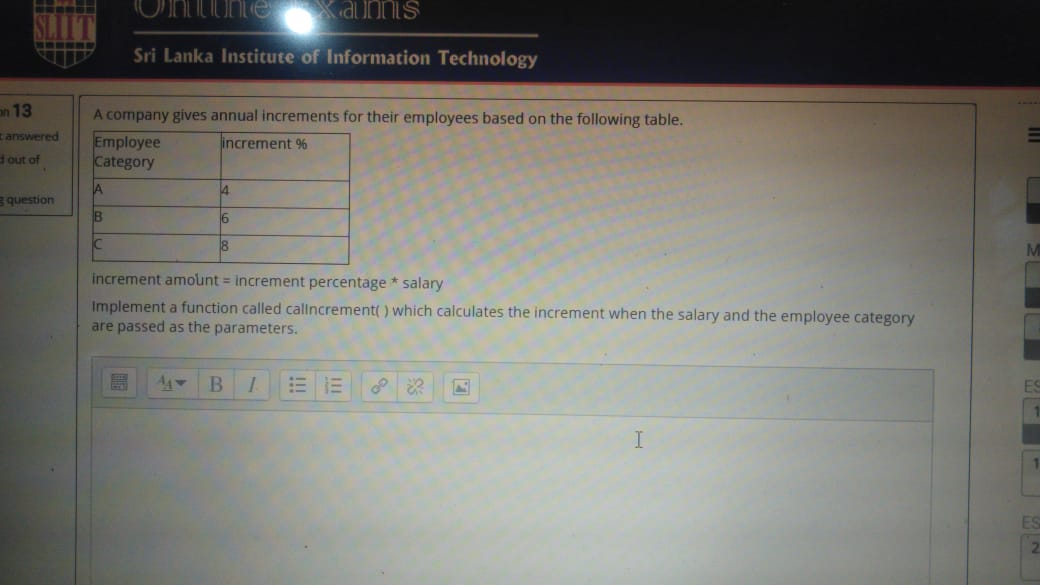 SLIIT
Online Exams
Sri Lanka Institute of Information Technology
on 13
answered
out of
question
A company gives annual increments for their employees based on the following table.
Employee Category increment %
A 4
B 6
C 8
increment amount = increment percentage * salary
Implement a function called calIncrement( ) which calculates the increment when the salary and the employee category
are passed as the parameters.
B I
M
ES
1
1
ES
2